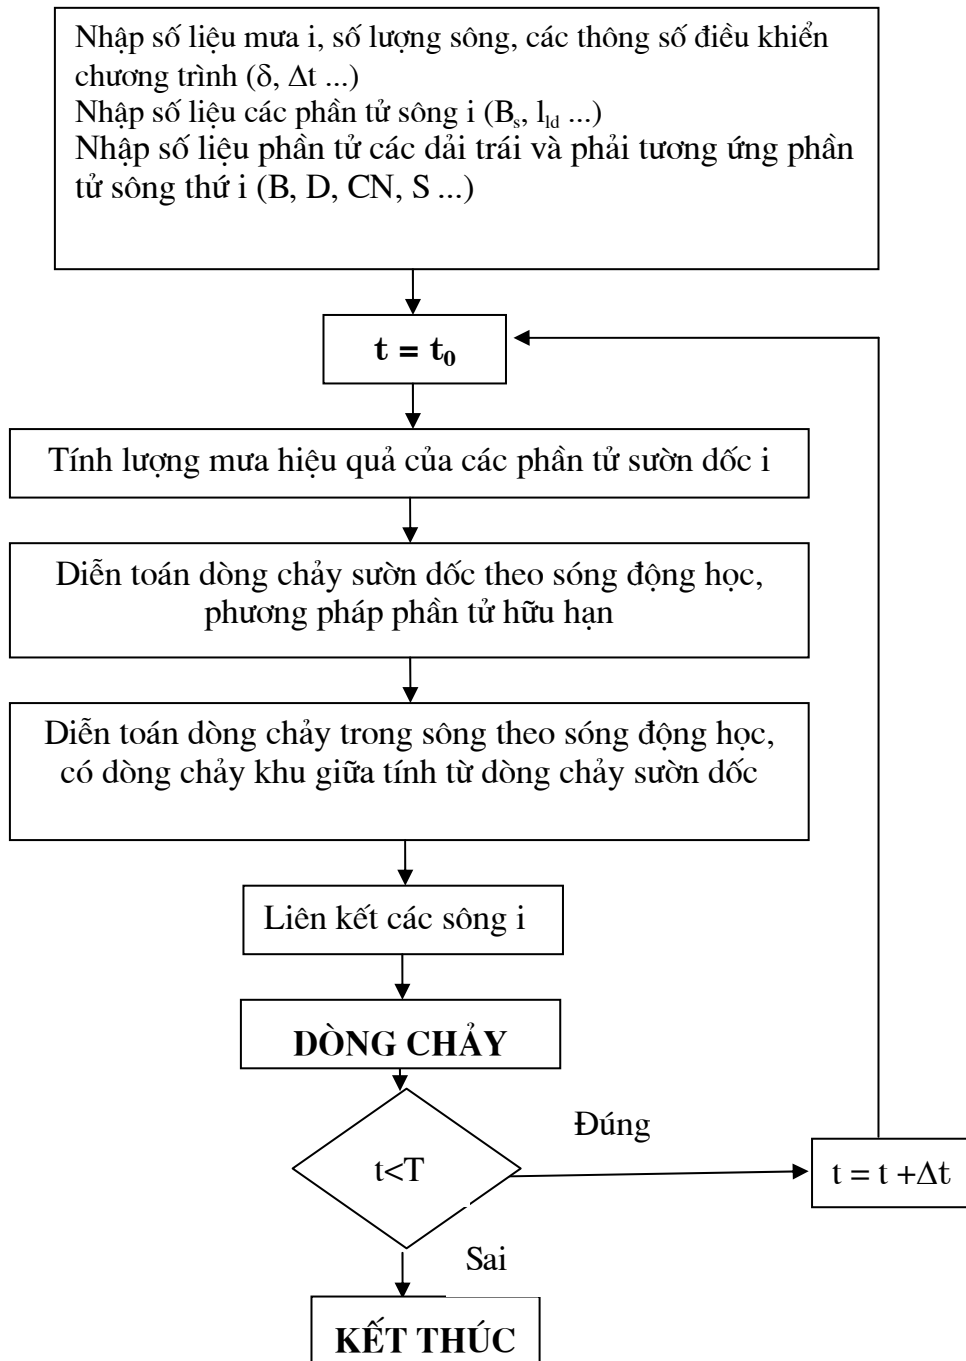 Nhập số liệu mưa i, số lượng sông, các thông số điều khiển
chương trình (δ, Δt ...)
Nhập số liệu các phần tử sông i (Bₛ, l_ld ...)
Nhập số liệu phần tử các dải trái và phải tương ứng phần
tử sông thứ i (B, D, CN, S ...)
t = t₀
Tính lượng mưa hiệu quả của các phần tử sườn dốc i
Diễn toán dòng chảy sườn dốc theo sóng động học,
phương pháp phần tử hữu hạn
Diễn toán dòng chảy trong sông theo sóng động học,
có dòng chảy khu giữa tính từ dòng chảy sườn dốc
Liên kết các sông i
DÒNG CHẢY
Đúng
t<T
t = t +Δt
Sai
KẾT THÚC